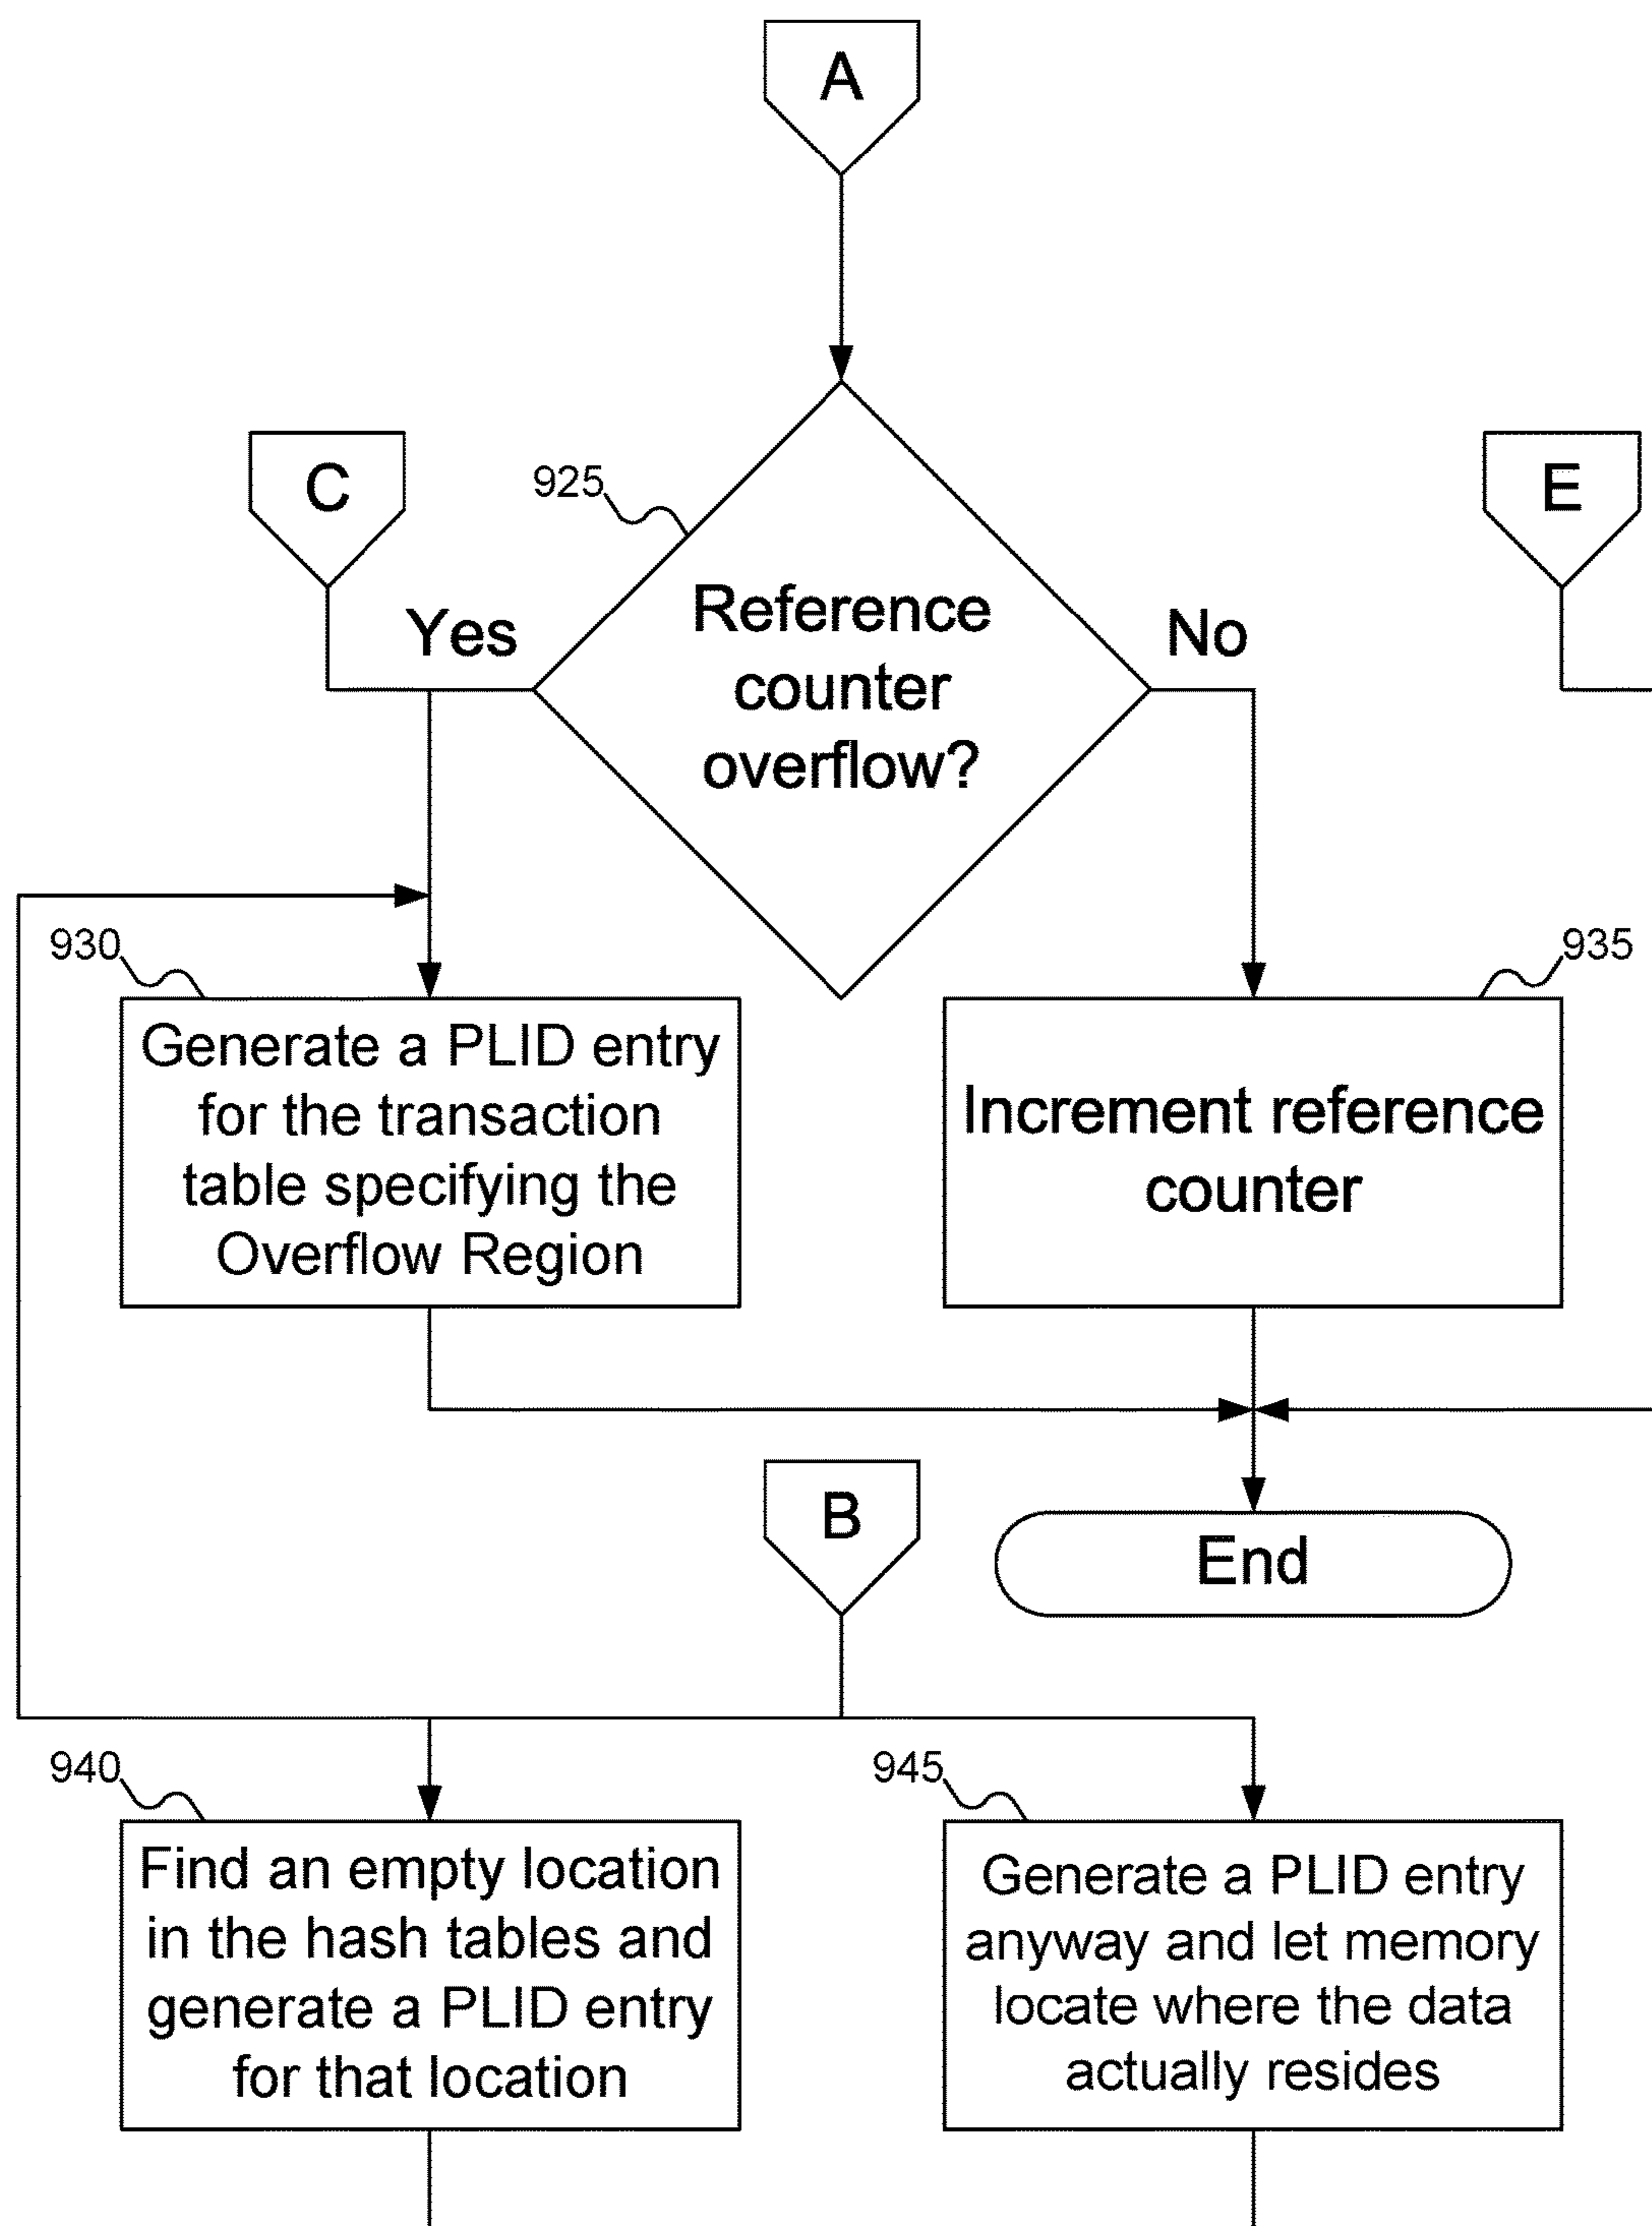 A
C
925
E
Yes
Reference
counter
overflow?
No
930
935
Generate a PLID entry
for the transaction
table specifying the
Overflow Region
Increment reference
counter
B
End
940
945
Find an empty location
in the hash tables and
generate a PLID entry
for that location
Generate a PLID entry
anyway and let memory
locate where the data
actually resides